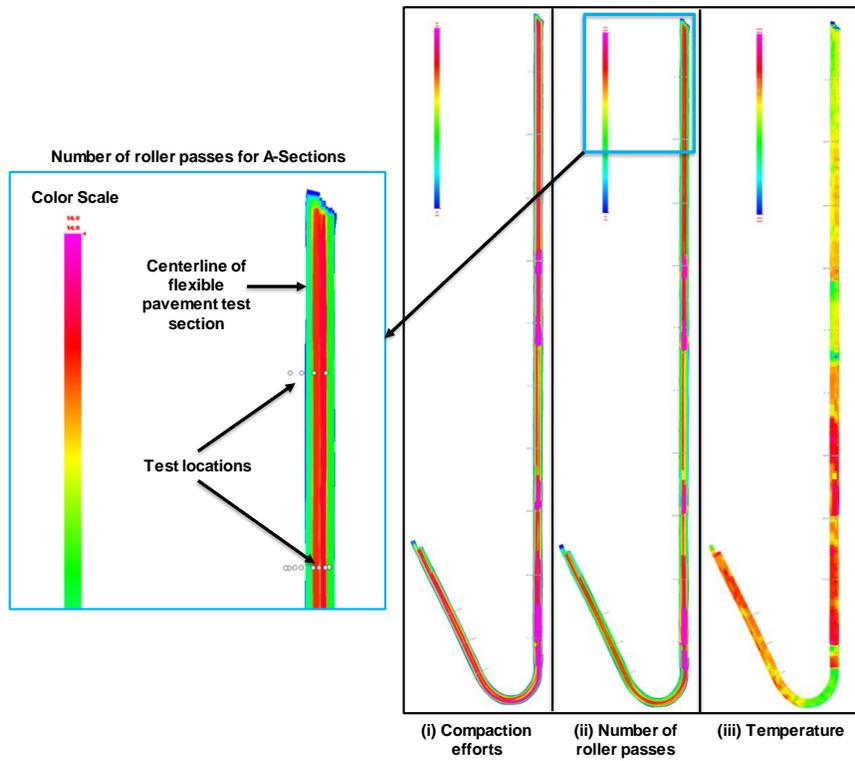 Number of roller passes for A-Sections
Color Scale
14.0
14.0
Centerline of
flexible
pavement test
section
Test locations
(i) Compaction
efforts
(ii) Number of
roller passes
(iii) Temperature